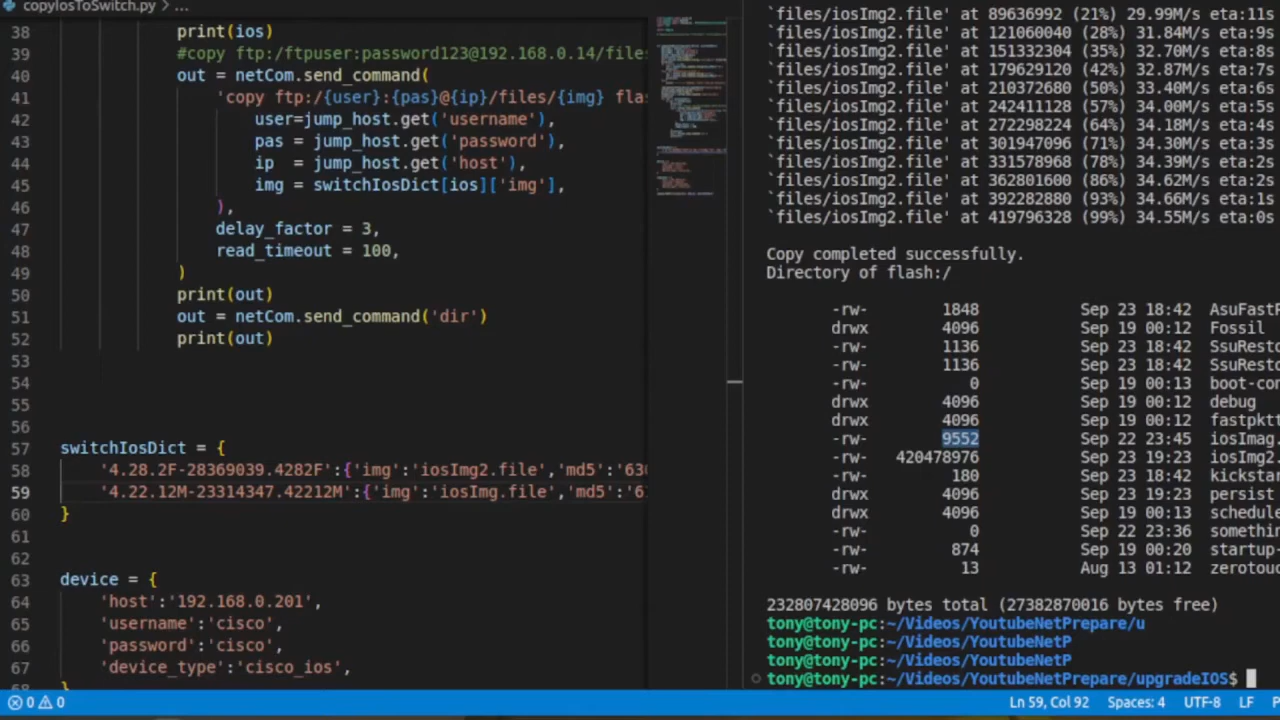 copyIosToSwitch.py > ...
38 print(ios)
39 #copy ftp:/ftpuser:password123@192.168.0.14/files
40 out = netCom.send_command(
41 'copy ftp:/{user}:{pas}@{ip}/files/{img} fla
42 user=jump_host.get('username'),
43 pas = jump_host.get('password'),
44 ip = jump_host.get('host'),
45 img = switchIosDict[ios]['img'],
46 ),
47 delay_factor = 3,
48 read_timeout = 100,
49 )
50 print(out)
51 out = netCom.send_command('dir')
52 print(out)
53
54
55
56
57 switchIosDict = {
58 '4.28.2F-28369039.4282F':{'img':'iosImg2.file','md5':'630
59 '4.22.12M-23314347.42212M':{'img':'iosImg.file','md5':'6
60 }
61
62
63 device = {
64 'host':'192.168.0.201',
65 'username':'cisco',
66 'password':'cisco',
67 'device_type':'cisco_ios',
68 }
`files/iosImg2.file' at 89636992 (21%) 29.99M/s eta:11s
`files/iosImg2.file' at 121060040 (28%) 31.84M/s eta:9s
`files/iosImg2.file' at 151332304 (35%) 32.70M/s eta:8s
`files/iosImg2.file' at 179629120 (42%) 32.87M/s eta:7s
`files/iosImg2.file' at 210372680 (50%) 33.40M/s eta:6s
`files/iosImg2.file' at 242411128 (57%) 34.00M/s eta:5s
`files/iosImg2.file' at 272298224 (64%) 34.18M/s eta:4s
`files/iosImg2.file' at 301947096 (71%) 34.30M/s eta:3s
`files/iosImg2.file' at 331578968 (78%) 34.39M/s eta:2s
`files/iosImg2.file' at 362801600 (86%) 34.62M/s eta:2s
`files/iosImg2.file' at 392282880 (93%) 34.66M/s eta:1s
`files/iosImg2.file' at 419796328 (99%) 34.55M/s eta:0s
Copy completed successfully.
Directory of flash:/
-rw- 1848 Sep 23 18:42 AsuFastP
drwx 4096 Sep 19 00:12 Fossil
-rw- 1136 Sep 23 18:42 SsuResto
-rw- 1136 Sep 23 18:42 SsuResto
-rw- 0 Sep 19 00:13 boot-con
drwx 4096 Sep 19 00:12 debug
drwx 4096 Sep 19 00:12 fastpktt
-rw- 9552 Sep 22 23:45 iosImag.
-rw- 420478976 Sep 23 19:23 iosImg2.
-rw- 180 Sep 23 18:42 kickstar
drwx 4096 Sep 23 19:23 persist
drwx 4096 Sep 19 00:13 schedule
-rw- 0 Sep 22 23:36 somethin
-rw- 874 Sep 19 00:20 startup-
-rw- 13 Aug 13 01:12 zerotouc
232807428096 bytes total (27382870016 bytes free)
tony@tony-pc:~/Videos/YoutubeNetPrepare/u
tony@tony-pc:~/Videos/YoutubeNetP
tony@tony-pc:~/Videos/YoutubeNetP
tony@tony-pc:~/Videos/YoutubeNetPrepare/upgradeIOS$
0 0 Ln 59, Col 92 Spaces: 4 UTF-8 LF P